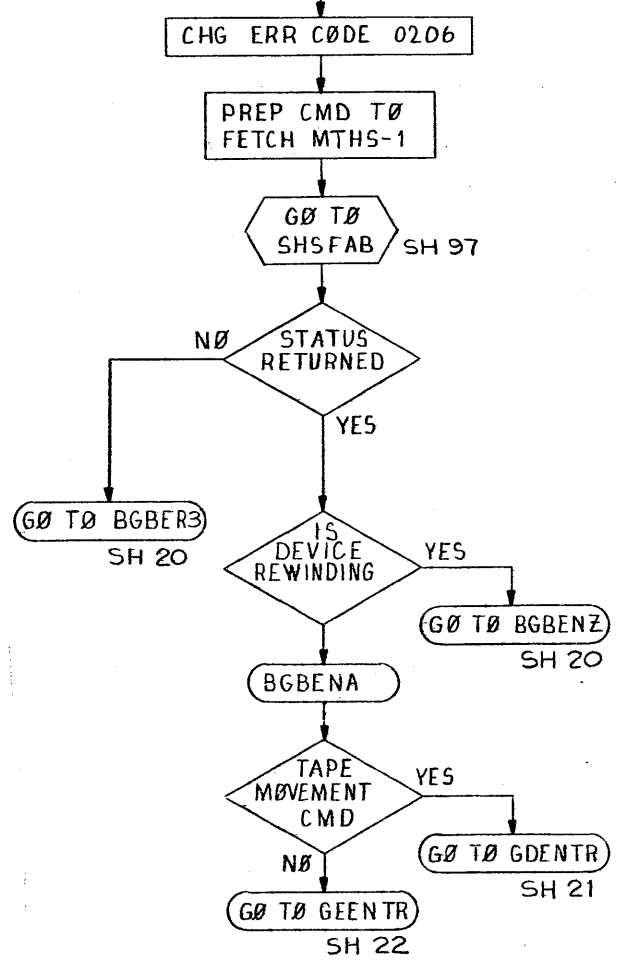 CHG ERR CØDE 0206
PREP CMD TØ
FETCH MTHS-1
GØ TØ
SHSFAB
SH 97
STATUS
RETURNED
NØ
YES
GØ TØ BGBER3
SH 20
IS
DEVICE
REWINDING
YES
GØ TØ BGBENZ
SH 20
BGBENA
TAPE
MØVEMENT
CMD
YES
NØ
GØ TØ GDENTR
SH 21
GØ TØ GEENTR
SH 22